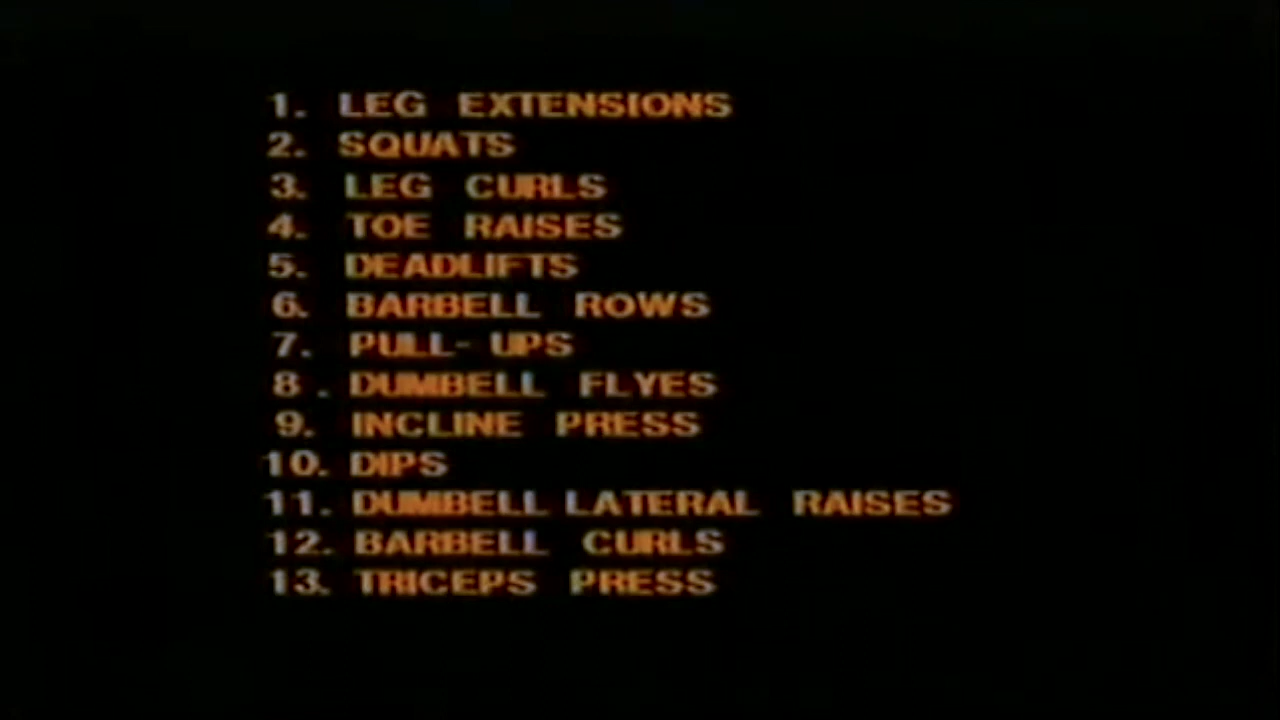 1. LEG EXTENSIONS
2. SQUATS
3. LEG CURLS
4. TOE RAISES
5. DEADLIFTS
6. BARBELL ROWS
7. PULL-UPS
8. DUMBELL FLYES
9. INCLINE PRESS
10. DIPS
11. DUMBELL LATERAL RAISES
12. BARBELL CURLS
13. TRICEPS PRESS